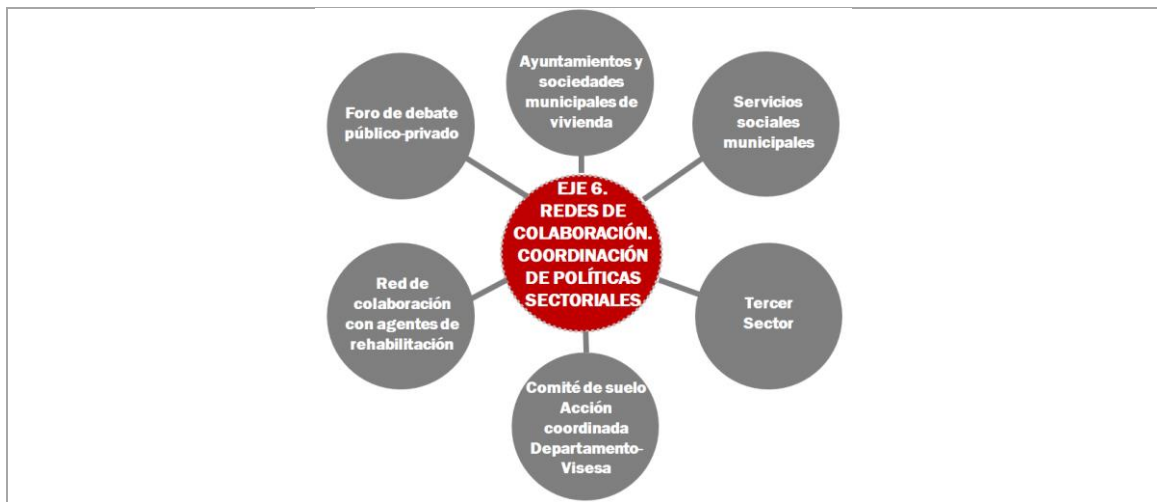 Ayuntamientos y
sociedades
municipales de
vivienda
Foro de debate
público-privado
Servicios
sociales
municipales
EJE 6.
REDES DE
COLABORACIÓN.
COORDINACIÓN
DE POLÍTICAS
SECTORIALES
Red de
colaboración
con agentes de
rehabilitación
Tercer
Sector
Comité de suelo
Acción
coordinada
Departamento-
Visesa